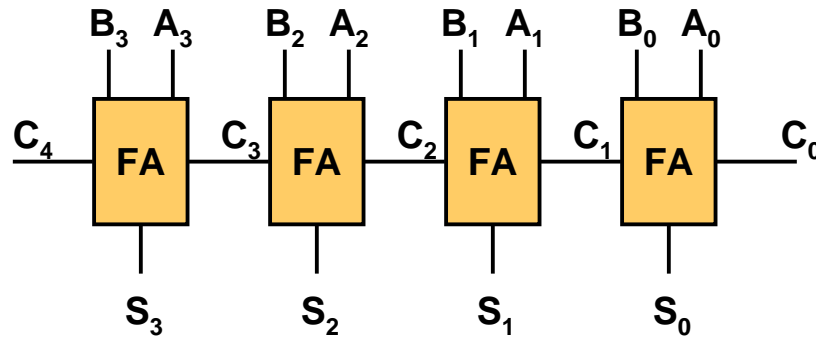 B₃ A₃ B₂ A₂ B₁ A₁ B₀ A₀
C₄ FA C₃ FA C₂ FA C₁ FA C₀
S₃ S₂ S₁ S₀